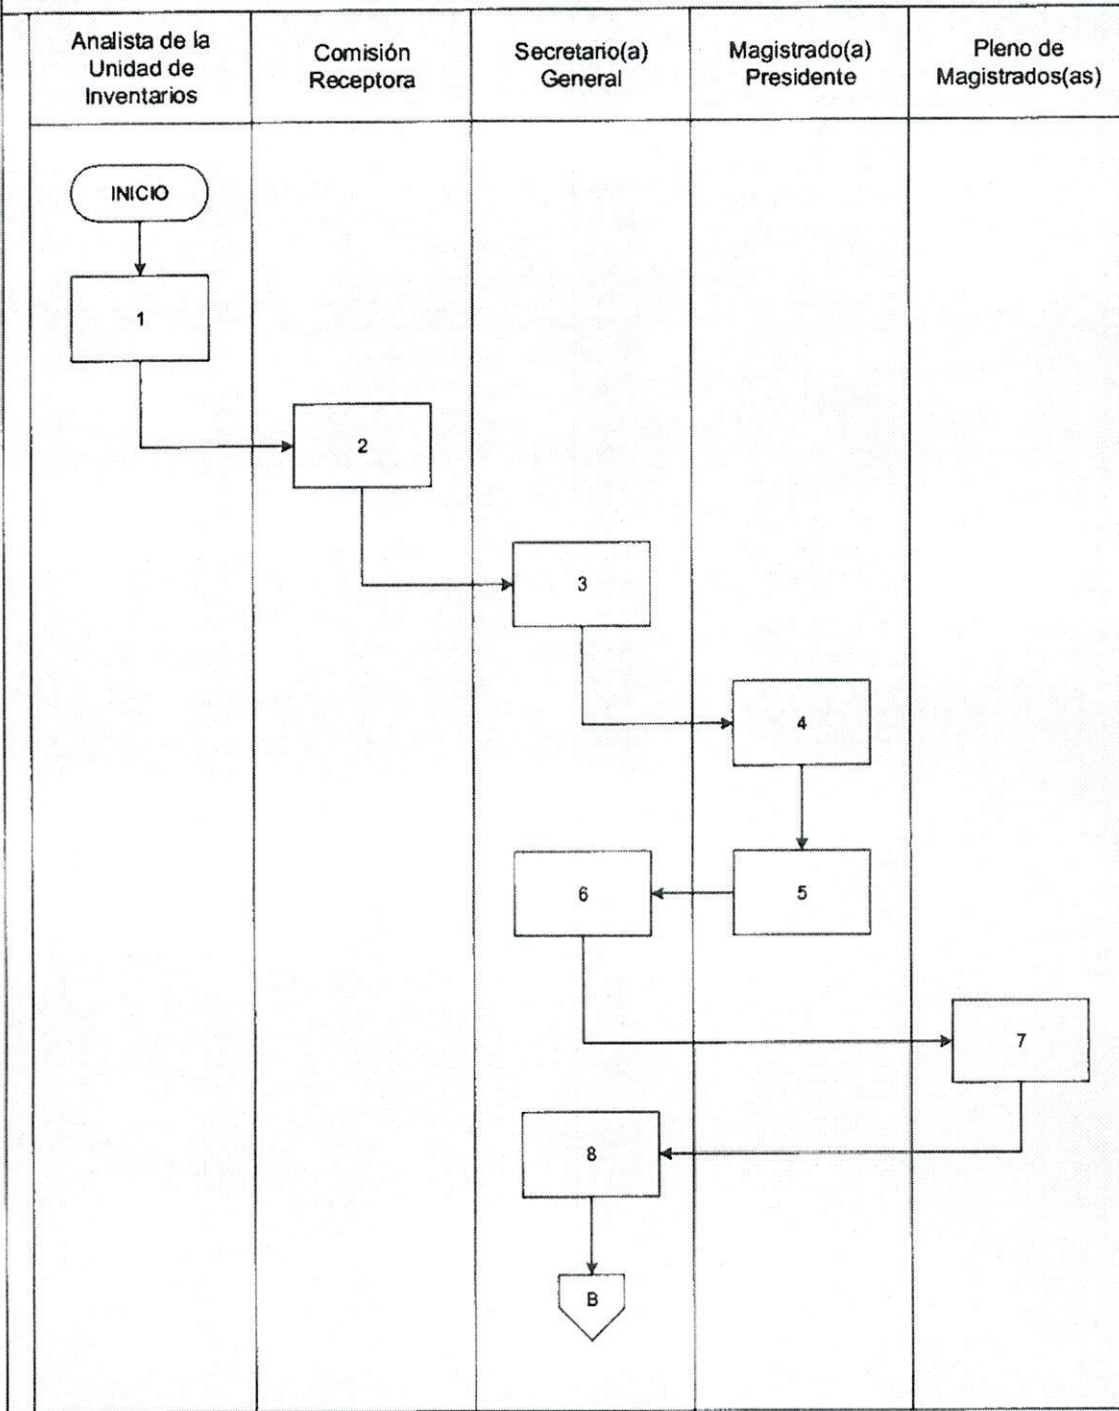 Analista de la
Unidad de
Inventarios
Comisión
Receptora
Secretario(a)
General
Magistrado(a)
Presidente
Pleno de
Magistrados(as)
INICIO
1
2
3
4
6
5
7
8
B